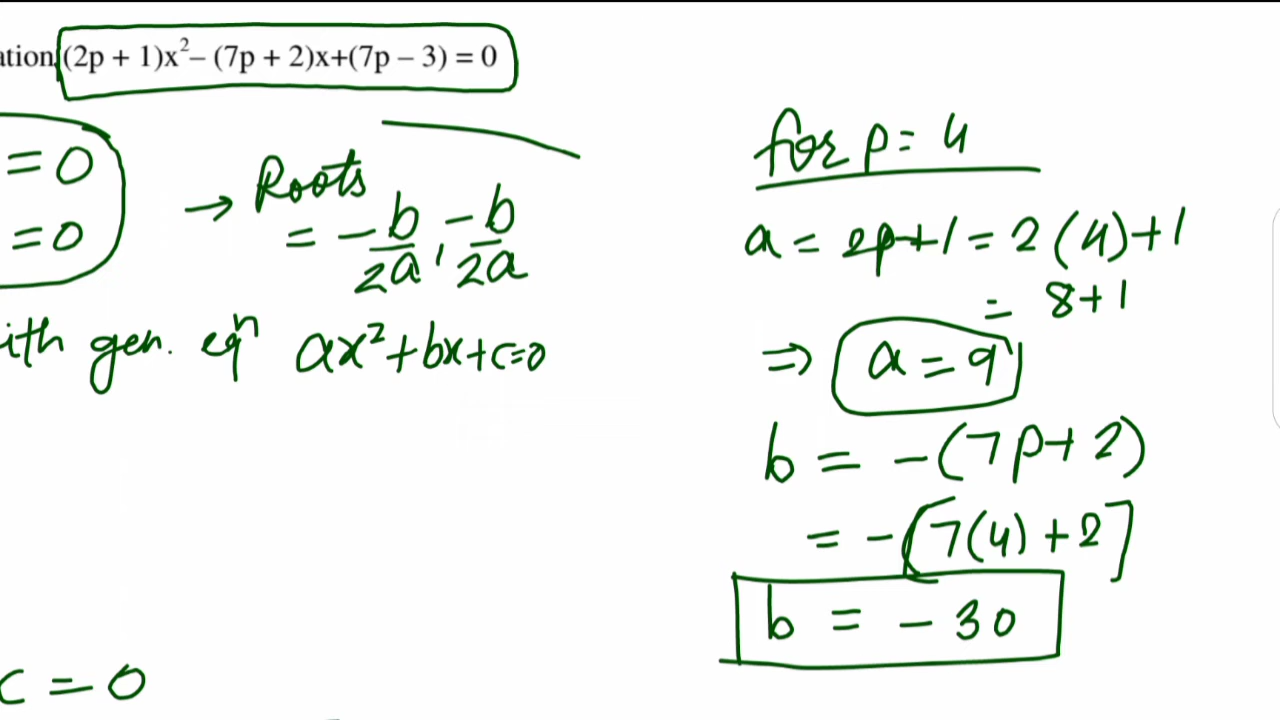 ation (2p + 1)x²– (7p + 2)x+(7p – 3) = 0
= 0
= 0
→ Roots
= -b/2a, -b/2a
ith gen. eqⁿ ax²+bx+c=0
c = 0
for p = 4
a = 2p+1 = 2(4)+1
= 8+1
⇒ a = 9
b = -(7p+2)
= -[7(4)+2]
b = -30